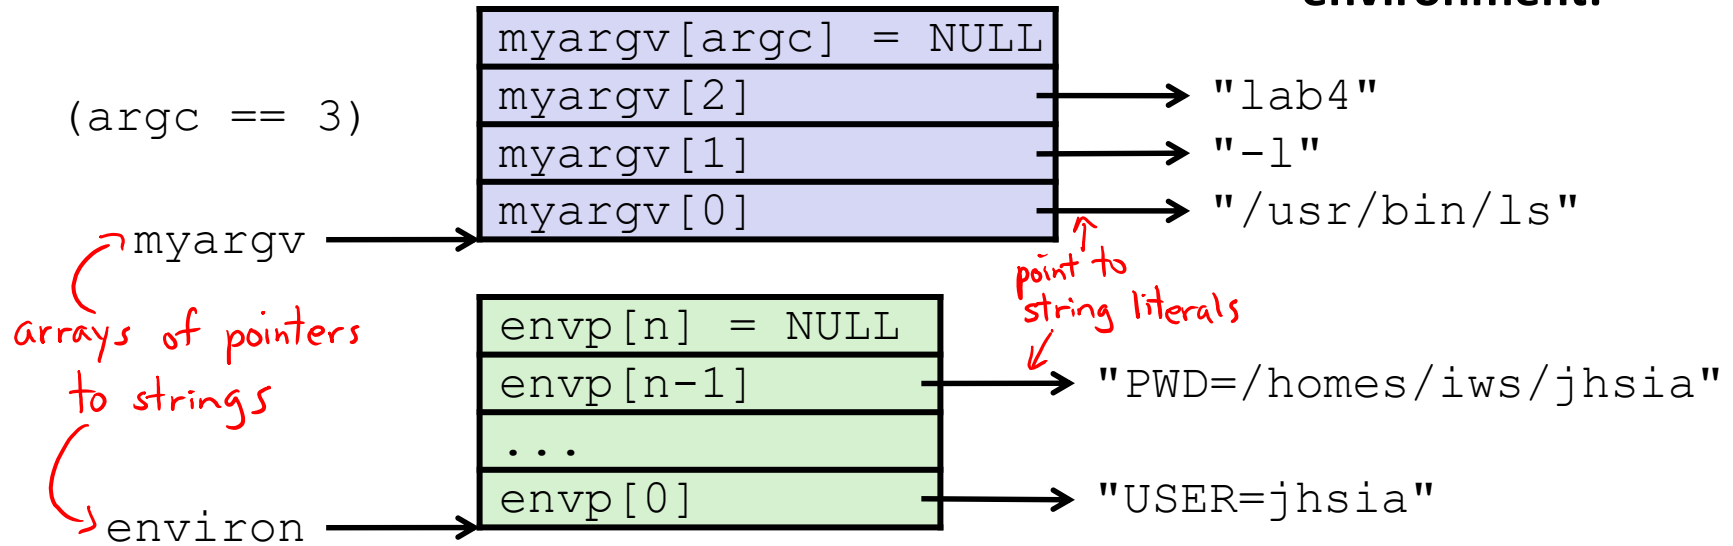 environment.
myargv[argc] = NULL
myargv[2] "lab4"
(argc == 3)
myargv[1] "-l"
myargv[0] "/usr/bin/ls"
myargv
point to
string literals
arrays of pointers
to strings
envp[n] = NULL
envp[n-1] "PWD=/homes/iws/jhsia"
...
envp[0] "USER=jhsia"
environ